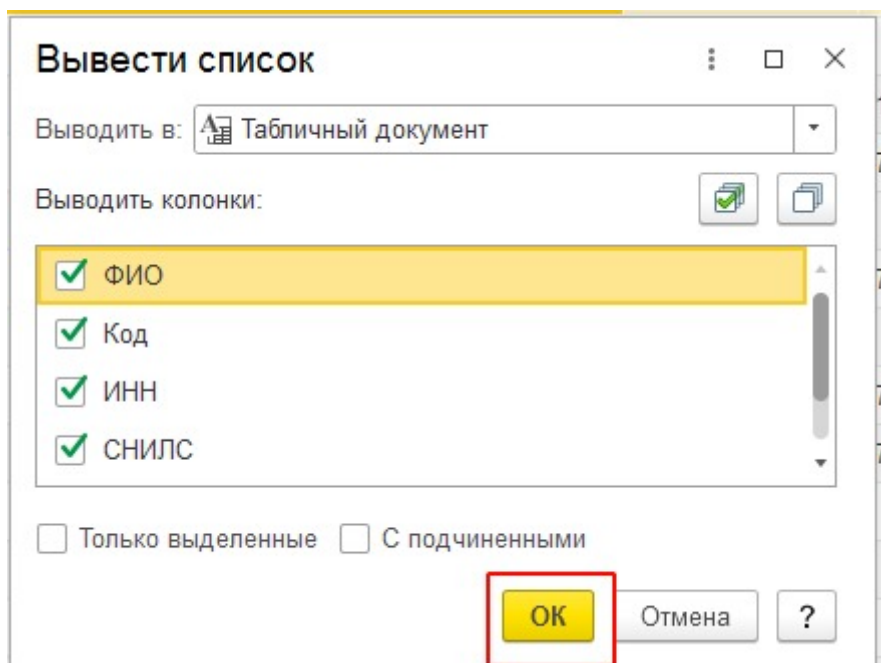 Вывести список
Выводить в: Табличный документ
Выводить колонки:
ФИО
Код
ИНН
СНИЛС
Только выделенные С подчиненными
ОК Отмена ?